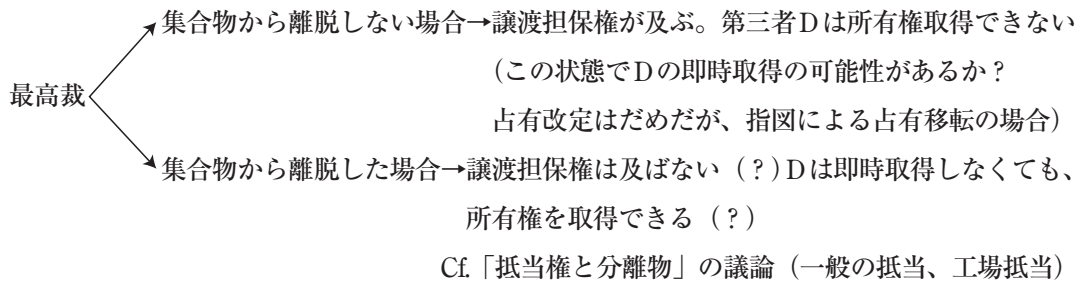 集合物から離脱しない場合→譲渡担保権が及ぶ。第三者Dは所有権取得できない
（この状態でDの即時取得の可能性があるか？
最高裁
占有改定はだめだが、指図による占有移転の場合）
集合物から離脱した場合→譲渡担保権は及ばない（？）Dは即時取得しなくても、
所有権を取得できる（？）
Cf.「抵当権と分離物」の議論（一般の抵当、工場抵当）